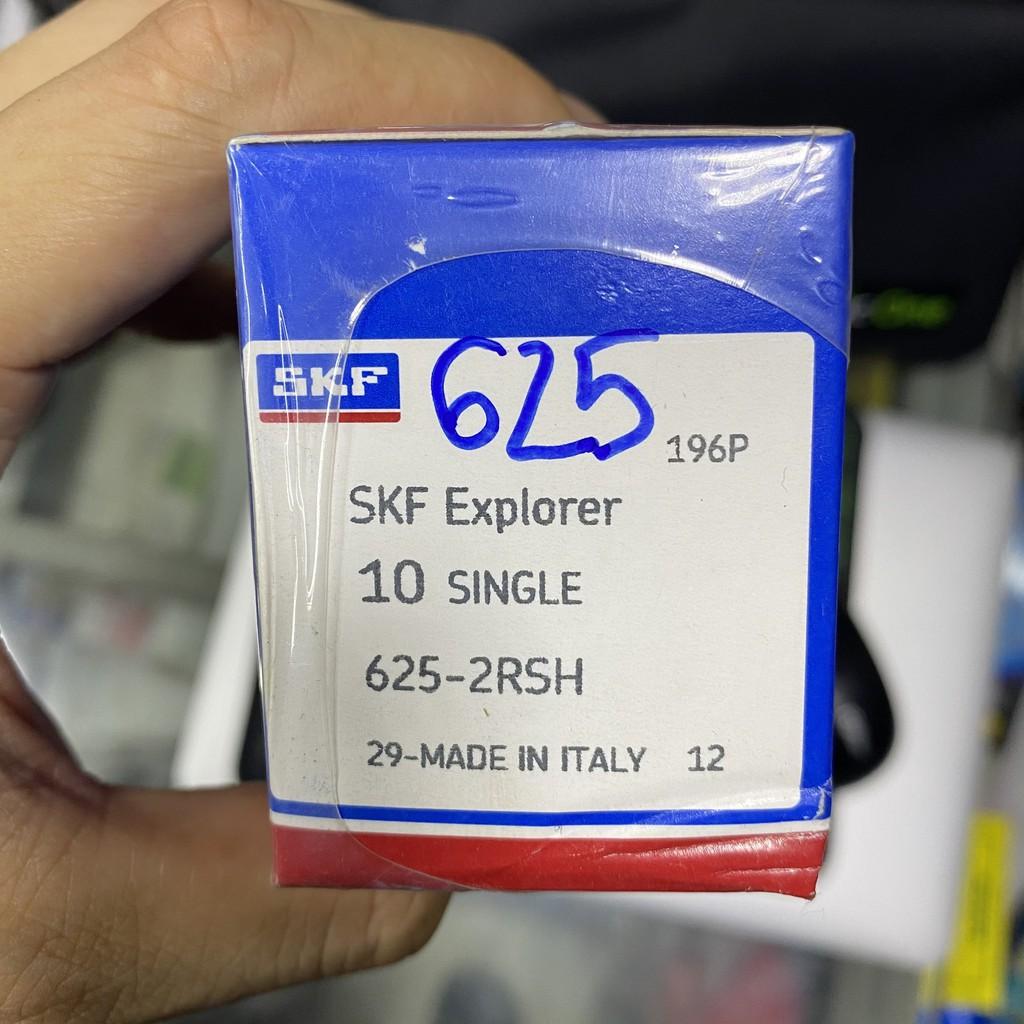 SKF 625
196P
SKF Explorer
10 SINGLE
625-2RSH
29-MADE IN ITALY 12